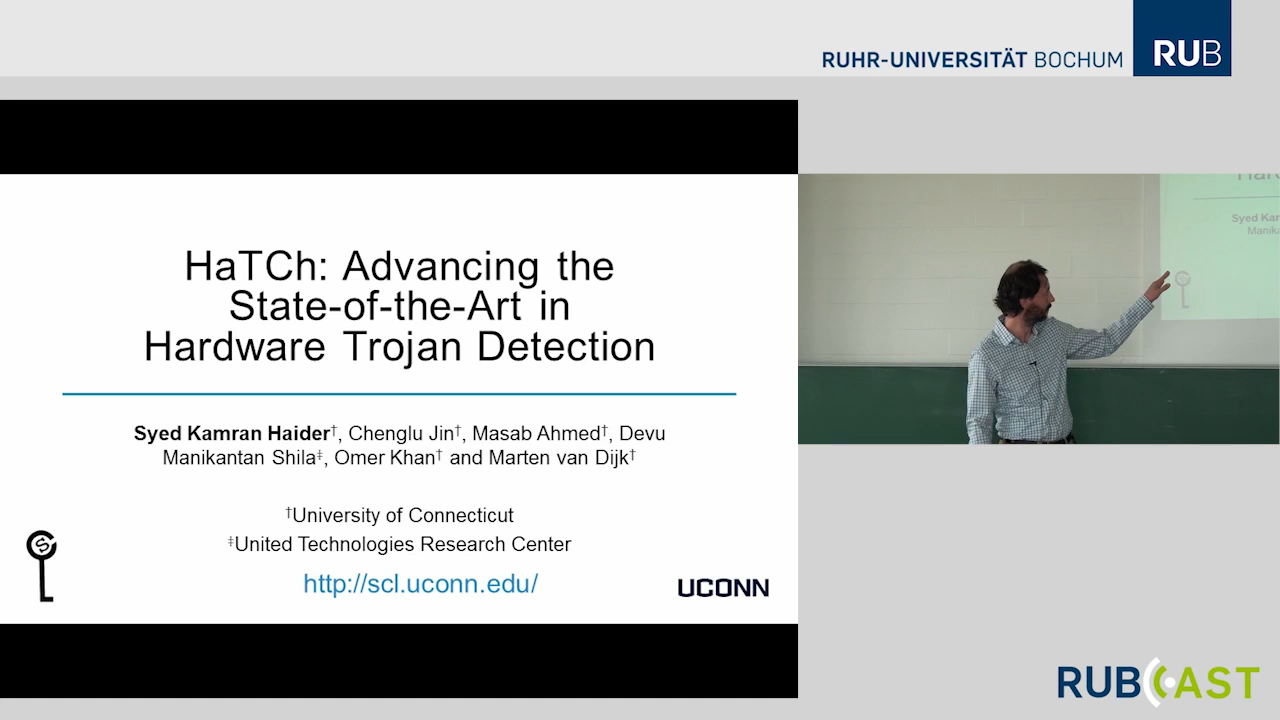 RUHR-UNIVERSITÄT BOCHUM RUB
HaTCh: Advancing the
State-of-the-Art in
Hardware Trojan Detection
Syed Kamran Haider†, Chenglu Jin†, Masab Ahmed†, Devu
Manikantan Shila‡, Omer Khan† and Marten van Dijk†
†University of Connecticut
‡United Technologies Research Center
http://scl.uconn.edu/
UCONN
Syed Kar
Manika
RUBCAST